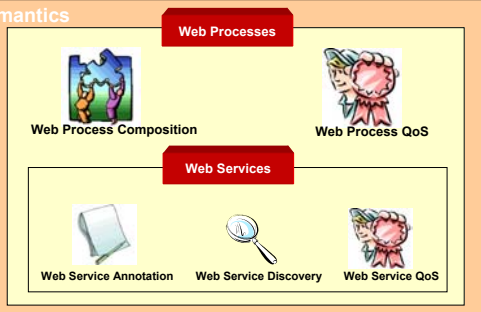 mantics
Web Processes
Web Process Composition
Web Process QoS
Web Services
Web Service Annotation
Web Service Discovery
Web Service QoS